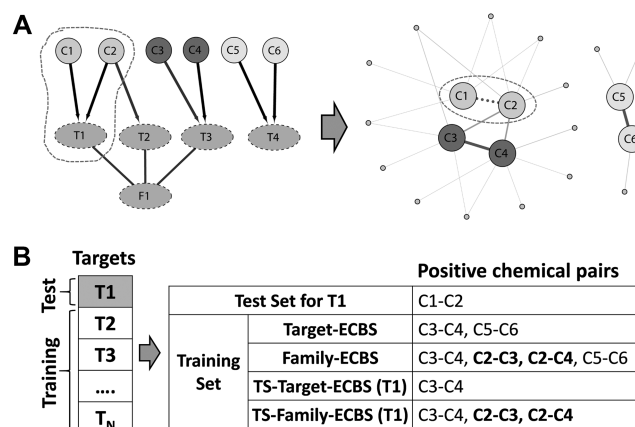 A
C1 C2 C3 C4 C5 C6
T1 T2 T3 T4
F1
C1 C2
C3 C4
C5
C6
B
Targets
Test
Training
T1
T2
T3
....
TN
Positive chemical pairs
Test Set for T1 C1-C2
Training Set
Target-ECBS C3-C4, C5-C6
Family-ECBS C3-C4, C2-C3, C2-C4, C5-C6
TS-Target-ECBS (T1) C3-C4
TS-Family-ECBS (T1) C3-C4, C2-C3, C2-C4